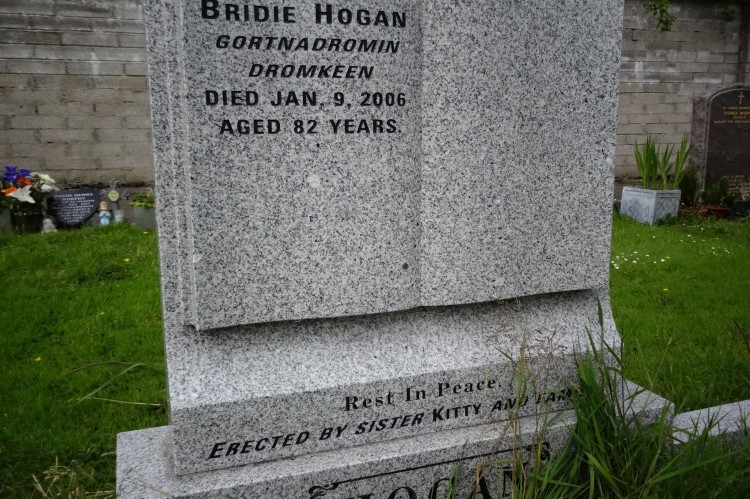 BRIDIE HOGAN
GORTNADROMIN
DROMKEEN
DIED JAN. 9, 2006
AGED 82 YEARS.
Rest In Peace.
ERECTED BY SISTER KITTY AND
HOGAN